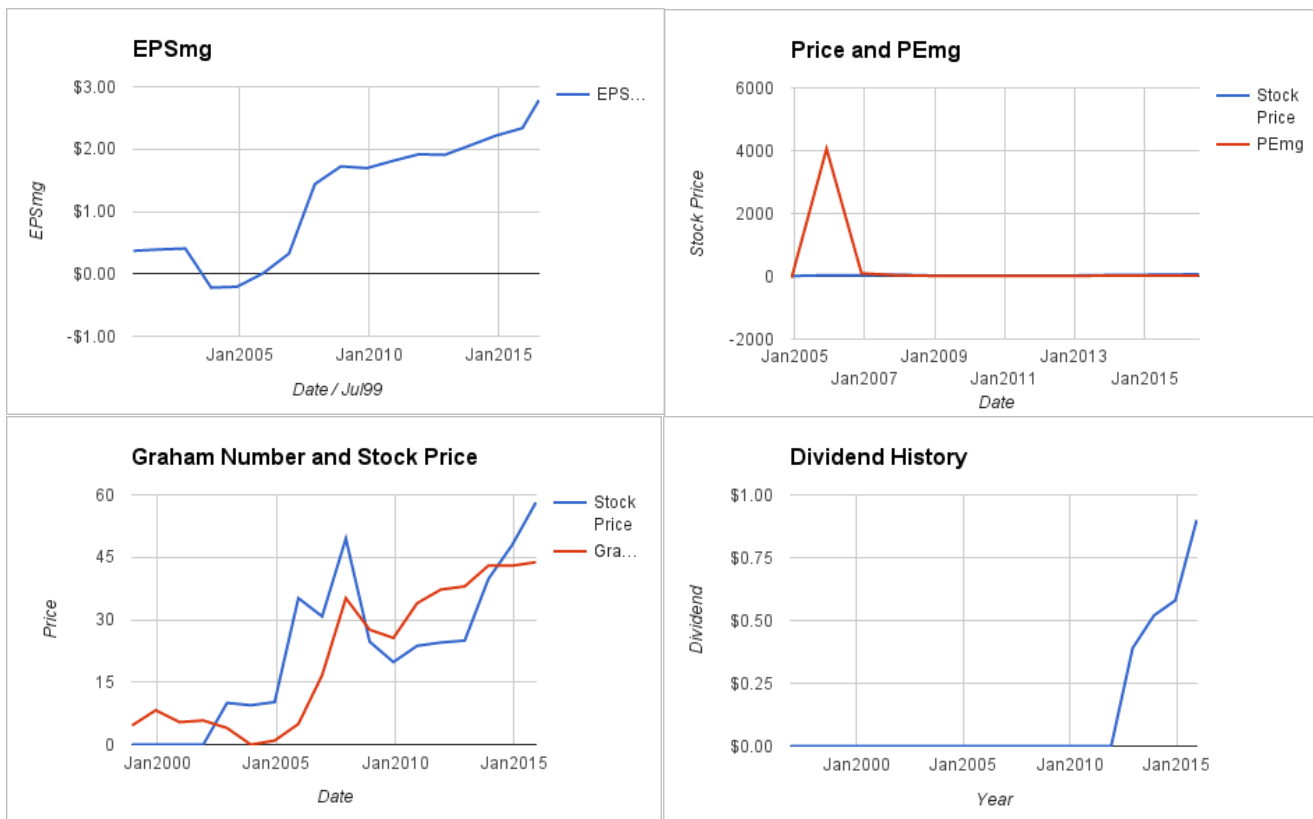 EPSmg
$3.00
$2.00
$1.00
$0.00
-$1.00
EPSmg
Jan2005
Jan2010
Jan2015
Date / Jul99
EPS…
Price and PEmg
6000
4000
2000
0
-2000
Stock Price
Jan2005
Jan2009
Jan2013
Jan2007
Jan2011
Jan2015
Date
Stock
Price
PEmg
Graham Number and Stock Price
60
45
30
15
0
Price
Jan2000
Jan2005
Jan2010
Jan2015
Date
Stock
Price
Gra…
Dividend History
$1.00
$0.75
$0.50
$0.25
$0.00
Dividend
Jan2000
Jan2005
Jan2010
Jan2015
Year